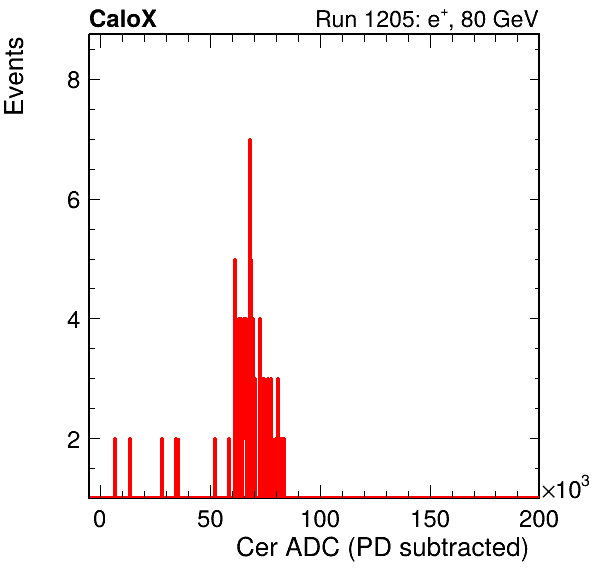 CaloX Run 1205: e+, 80 GeV
Events
8
6
4
2
×10³
0 50 100 150 200
Cer ADC (PD subtracted)